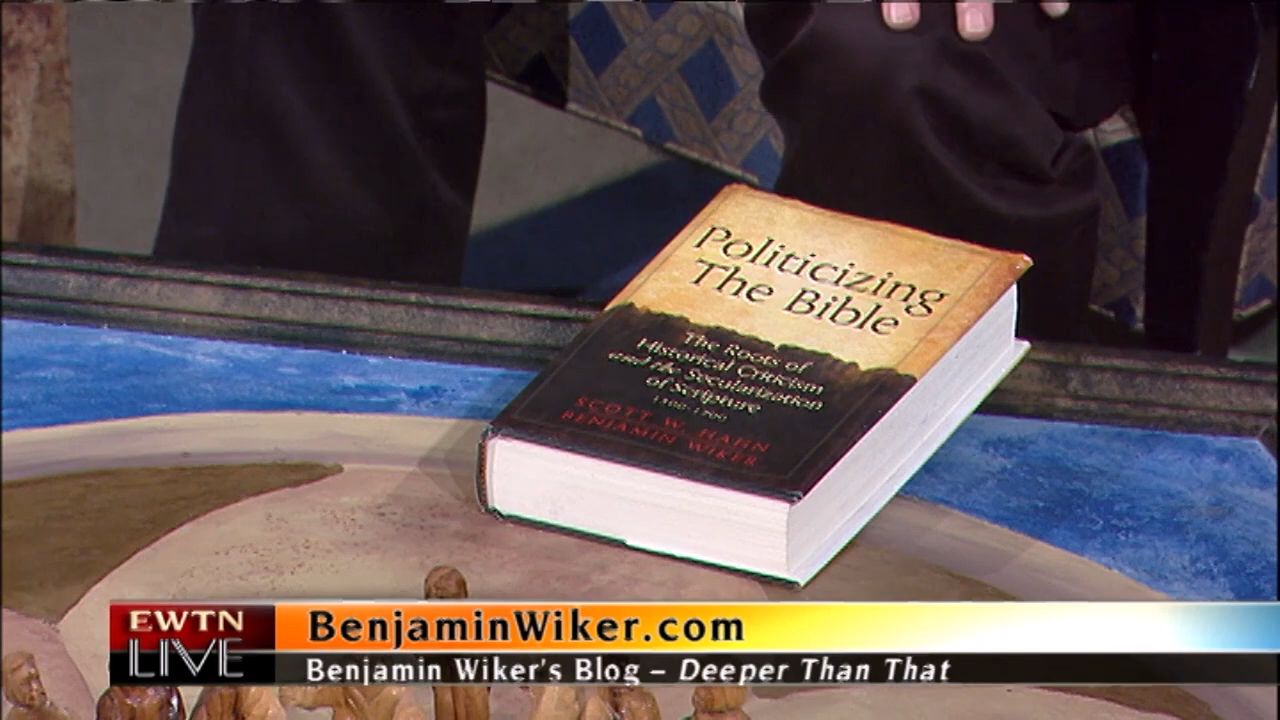 Politicizing
The Bible
The Roots of
Historical Criticism
and the Secularization
of Scripture
1300-1700
SCOTT W. HAHN
BENJAMIN WIKER
EWTN
LIVE
BenjaminWiker.com
Benjamin Wiker's Blog – Deeper Than That